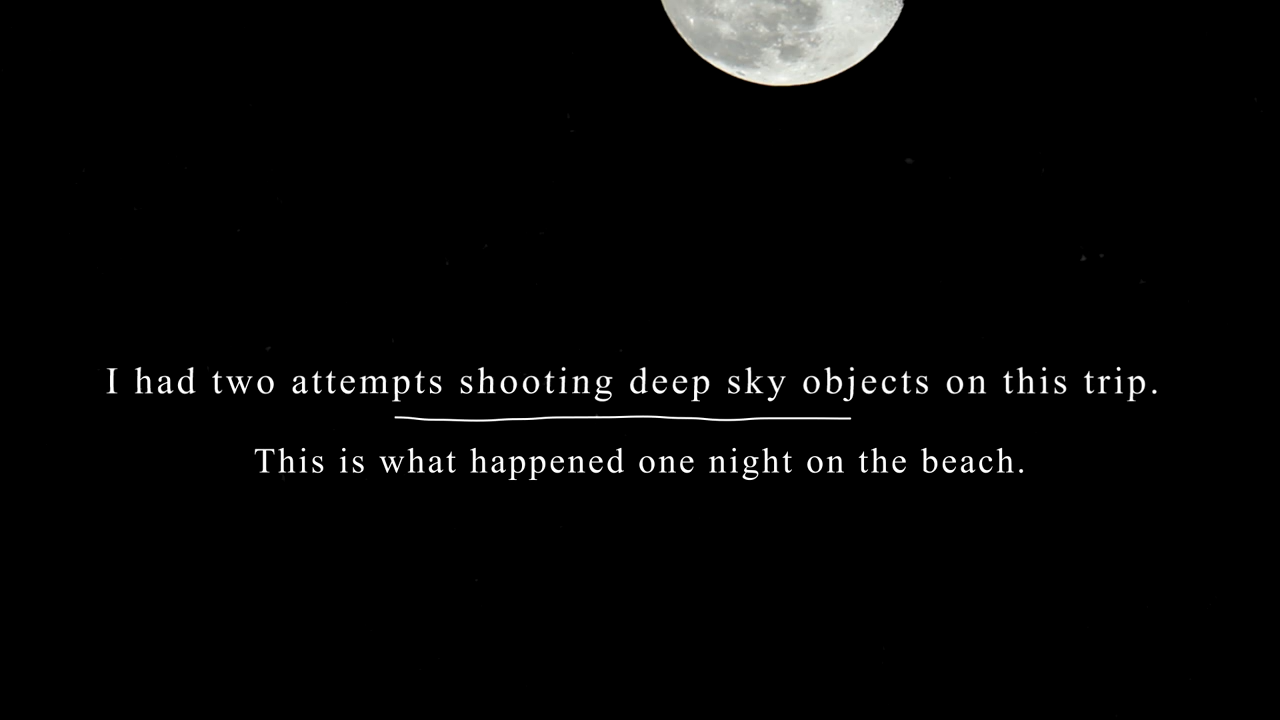 I had two attempts shooting deep sky objects on this trip.
This is what happened one night on the beach.